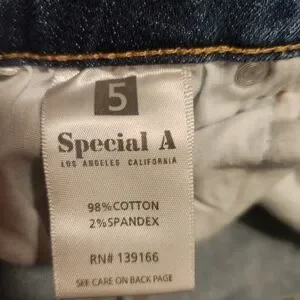 5
Special A
LOS ANGELES CALIFORNIA
98% COTTON
2% SPANDEX
RN# 139166
SEE CARE ON BACK PAGE